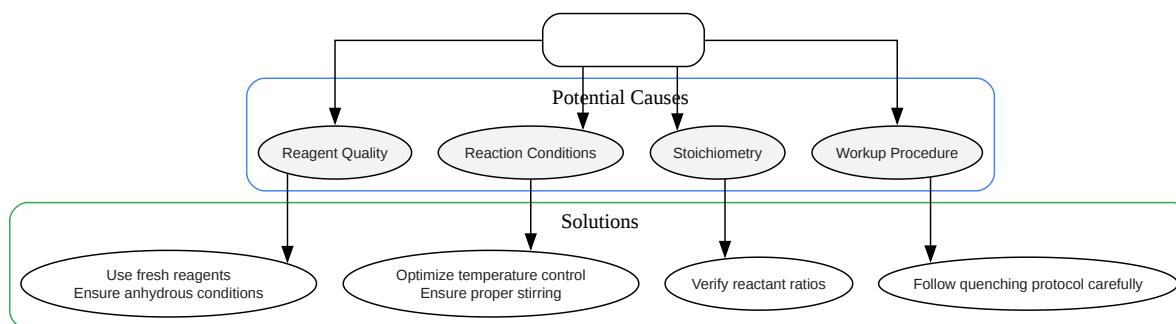 Potential Causes
Reagent Quality
Reaction Conditions
Stoichiometry
Workup Procedure
Solutions
Use fresh reagents
Ensure anhydrous conditions
Optimize temperature control
Ensure proper stirring
Verify reactant ratios
Follow quenching protocol carefully